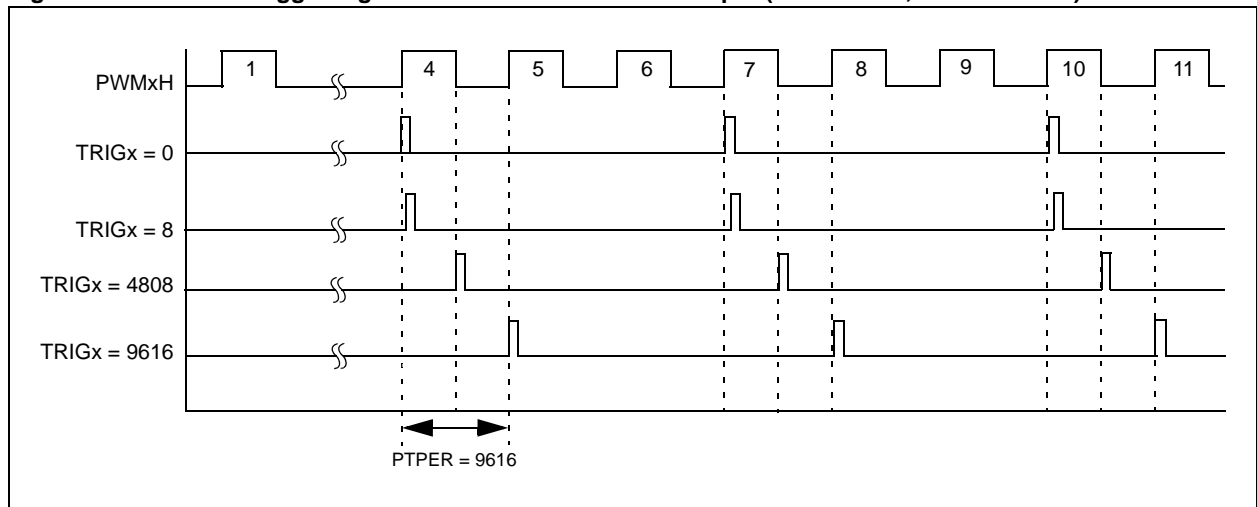 PWMxH 1 4 5 6 7 8 9 10 11
TRIGx = 0
TRIGx = 8
TRIGx = 4808
TRIGx = 9616
PTPER = 9616